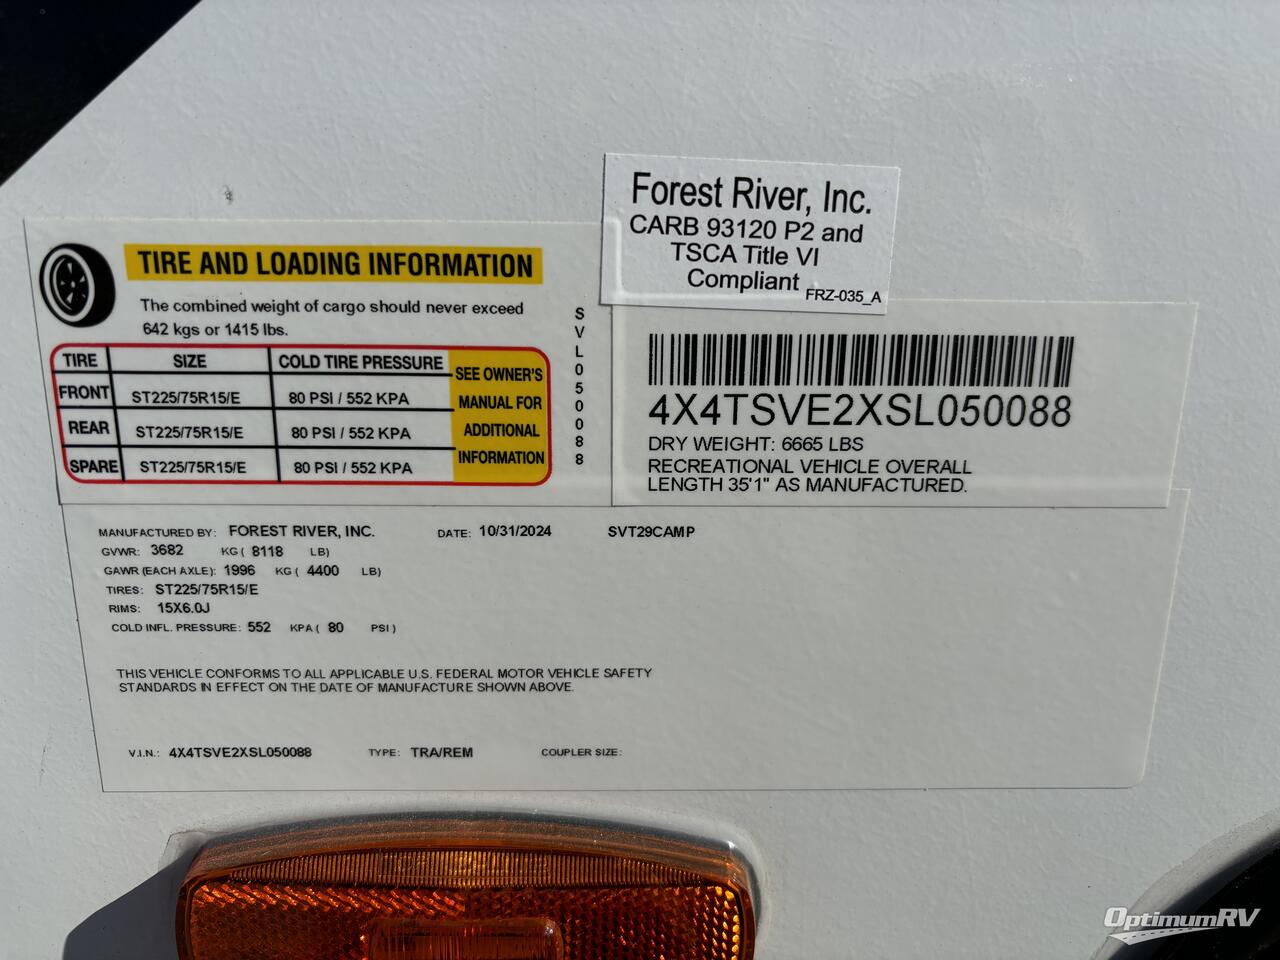 Forest River, Inc.
CARB 93120 P2 and
TSCA Title VI
Compliant
FRZ-035_A
TIRE AND LOADING INFORMATION
The combined weight of cargo should never exceed
642 kgs or 1415 lbs.
TIRE SIZE COLD TIRE PRESSURE
FRONT ST225/75R15/E 80 PSI / 552 KPA
REAR ST225/75R15/E 80 PSI / 552 KPA
SPARE ST225/75R15/E 80 PSI / 552 KPA
SEE OWNER'S
MANUAL FOR
ADDITIONAL
INFORMATION
SVL050088
4X4TSVE2XSL050088
DRY WEIGHT: 6665 LBS
RECREATIONAL VEHICLE OVERALL
LENGTH 35'1" AS MANUFACTURED.
MANUFACTURED BY: FOREST RIVER, INC. DATE: 10/31/2024 SVT29CAMP
GVWR: 3682 KG ( 8118 LB)
GAWR (EACH AXLE): 1996 KG ( 4400 LB)
TIRES: ST225/75R15/E
RIMS: 15X6.0J
COLD INFL. PRESSURE: 552 KPA ( 80 PSI )
THIS VEHICLE CONFORMS TO ALL APPLICABLE U.S. FEDERAL MOTOR VEHICLE SAFETY
STANDARDS IN EFFECT ON THE DATE OF MANUFACTURE SHOWN ABOVE.
V.I.N.: 4X4TSVE2XSL050088 TYPE: TRA/REM COUPLER SIZE:
OptimumRV